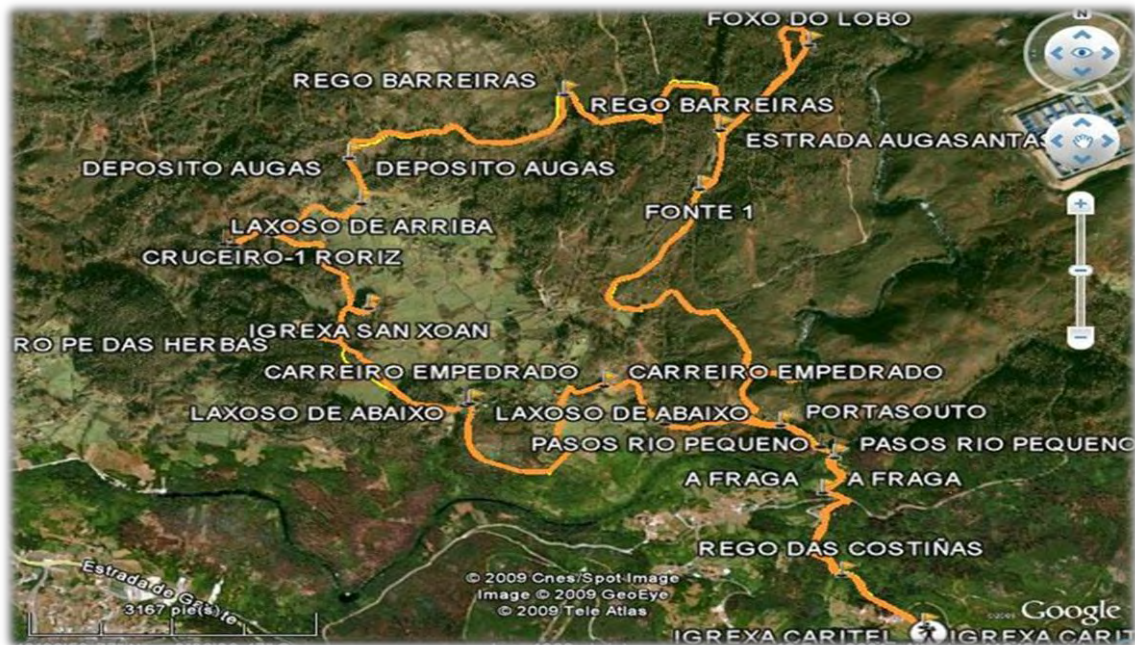 FOXO DO LOBO
N
REGO BARREIRAS
REGO BARREIRAS
ESTRADA AUGASANTAS
DEPOSITO AUGAS
DEPOSITO AUGAS
FONTE 1
LAXOSO DE ARRIBA
CRUCEIRO-1 RORIZ
IGREXA SAN XOAN
RO PE DAS HERBAS
CARREIRO EMPEDRADO
CARREIRO EMPEDRADO
LAXOSO DE ABAIXO
LAXOSO DE ABAIXO
PORTASOUTO
PASOS RIO PEQUENO
PASOS RIO PEQUENO
A FRAGA
A FRAGA
REGO DAS COSTIÑAS
Estrada de
3167 pie(s)
© 2009 Cnes/Spot Image
Image © 2009 GeoEye
© 2009 Tele Atlas
©2009 Google
IGREXA CARITEL
IGREXA CARIT